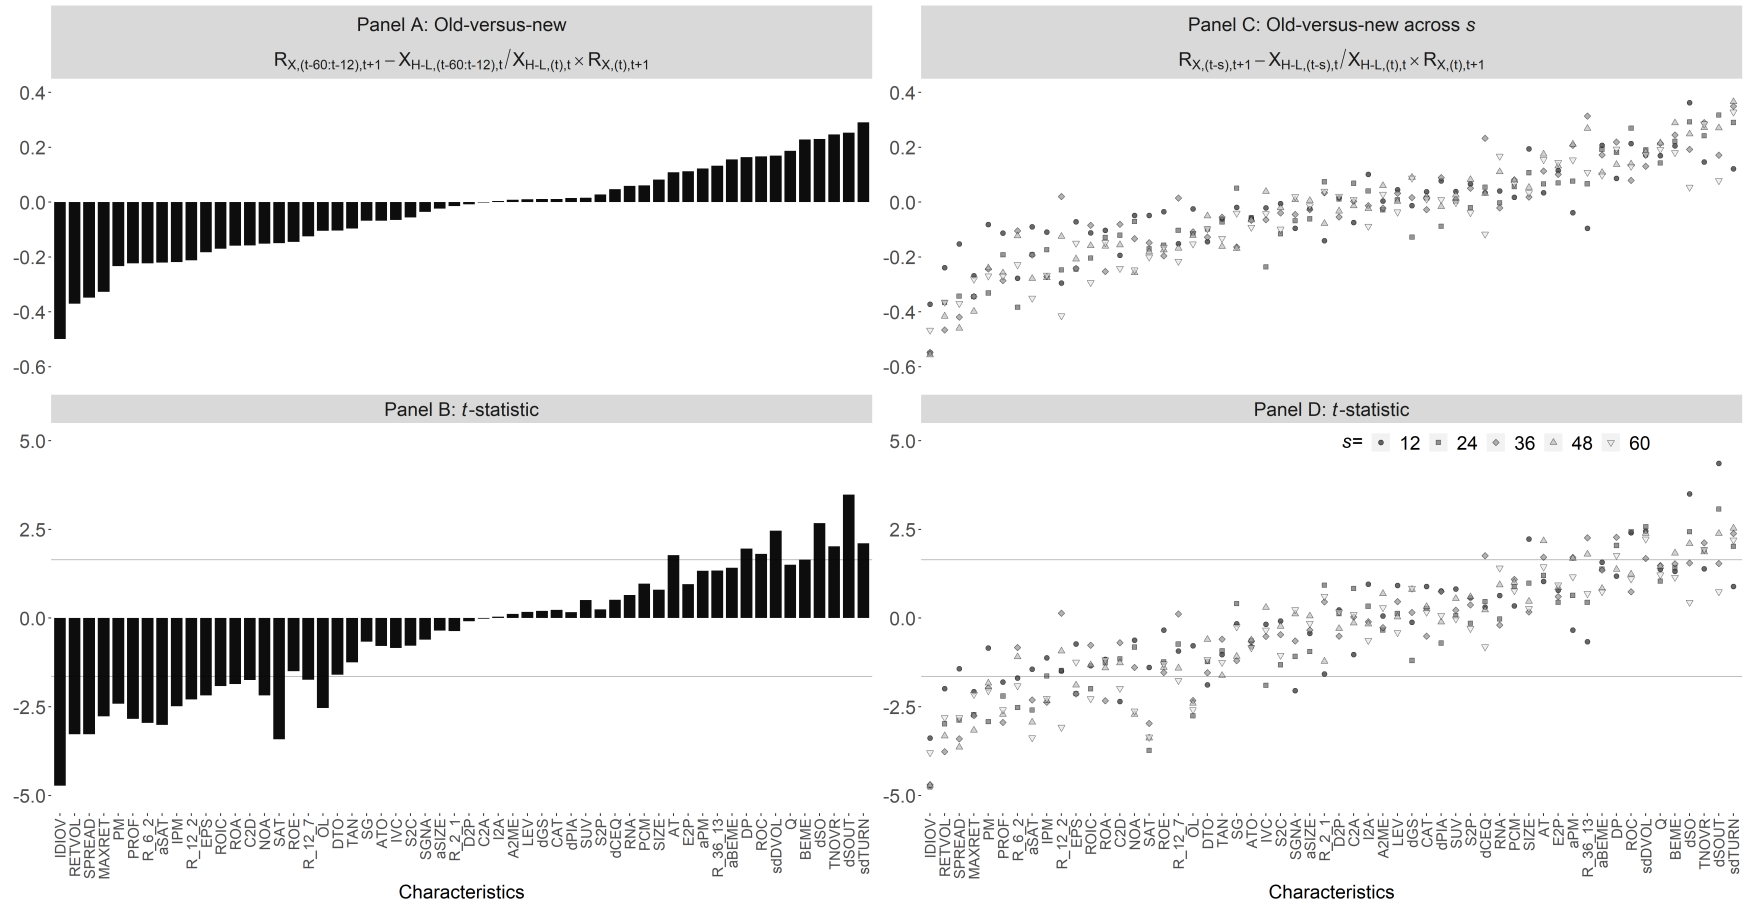 Panel A: Old-versus-new
R X,(t-60:t-12),t+1 − X H-L,(t-60:t-12),t / X H-L,(t),t × R X,(t),t+1
0.4
0.2
0.0
-0.2
-0.4
-0.6
Panel B: t-statistic
5.0
2.5
0.0
-2.5
-5.0
IDIOV
RETVOL
SPREAD
MAXRET
PM
PROF
R_6_2
aSAT
IPM
R_12_2
EPS
ROIC
ROA
C2D
NOA
SAT
ROE
R_12_7
OL
DTO
TAN
SG
ATO
IVC
S2C
SGNA
aSIZE
R_2_1
D2P
C2A
I2A
A2ME
LEV
dGS
CAT
dPIA
SUV
S2P
dCEQ
RNA
PCM
SIZE
AT
E2P
aPM
R_36_13
aBEME
DP
ROC
sdDVOL
Q
BEME
dSO
TNOVR
dSOUT
sdTURN
Characteristics
Panel C: Old-versus-new across s
R X,(t-s),t+1 − X H-L,(t-s),t / X H-L,(t),t × R X,(t),t+1
0.4
0.2
0.0
-0.2
-0.4
-0.6
Panel D: t-statistic
s= 12 24 36 48 60
5.0
2.5
0.0
-2.5
-5.0
IDIOV
RETVOL
SPREAD
MAXRET
PM
PROF
R_6_2
aSAT
IPM
R_12_2
EPS
ROIC
ROA
C2D
NOA
SAT
ROE
R_12_7
OL
DTO
TAN
SG
ATO
IVC
S2C
SGNA
aSIZE
R_2_1
D2P
C2A
I2A
A2ME
LEV
dGS
CAT
dPIA
SUV
S2P
dCEQ
RNA
PCM
SIZE
AT
E2P
aPM
R_36_13
aBEME
DP
ROC
sdDVOL
Q
BEME
dSO
TNOVR
dSOUT
sdTURN
Characteristics